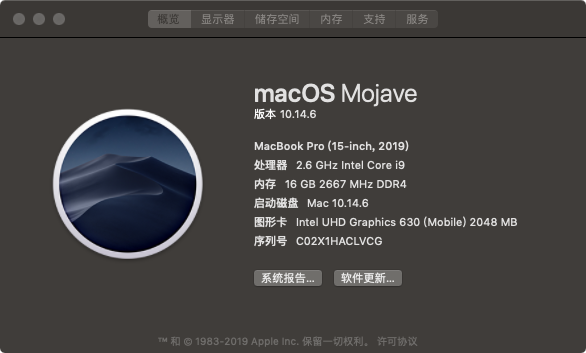 概览 显示器 储存空间 内存 支持 服务
macOS Mojave
版本 10.14.6
MacBook Pro (15-inch, 2019)
处理器 2.6 GHz Intel Core i9
内存 16 GB 2667 MHz DDR4
启动磁盘 Mac 10.14.6
图形卡 Intel UHD Graphics 630 (Mobile) 2048 MB
序列号 C02X1HACLVCG
系统报告... 软件更新...
™ 和 © 1983-2019 Apple Inc. 保留一切权利。 许可协议